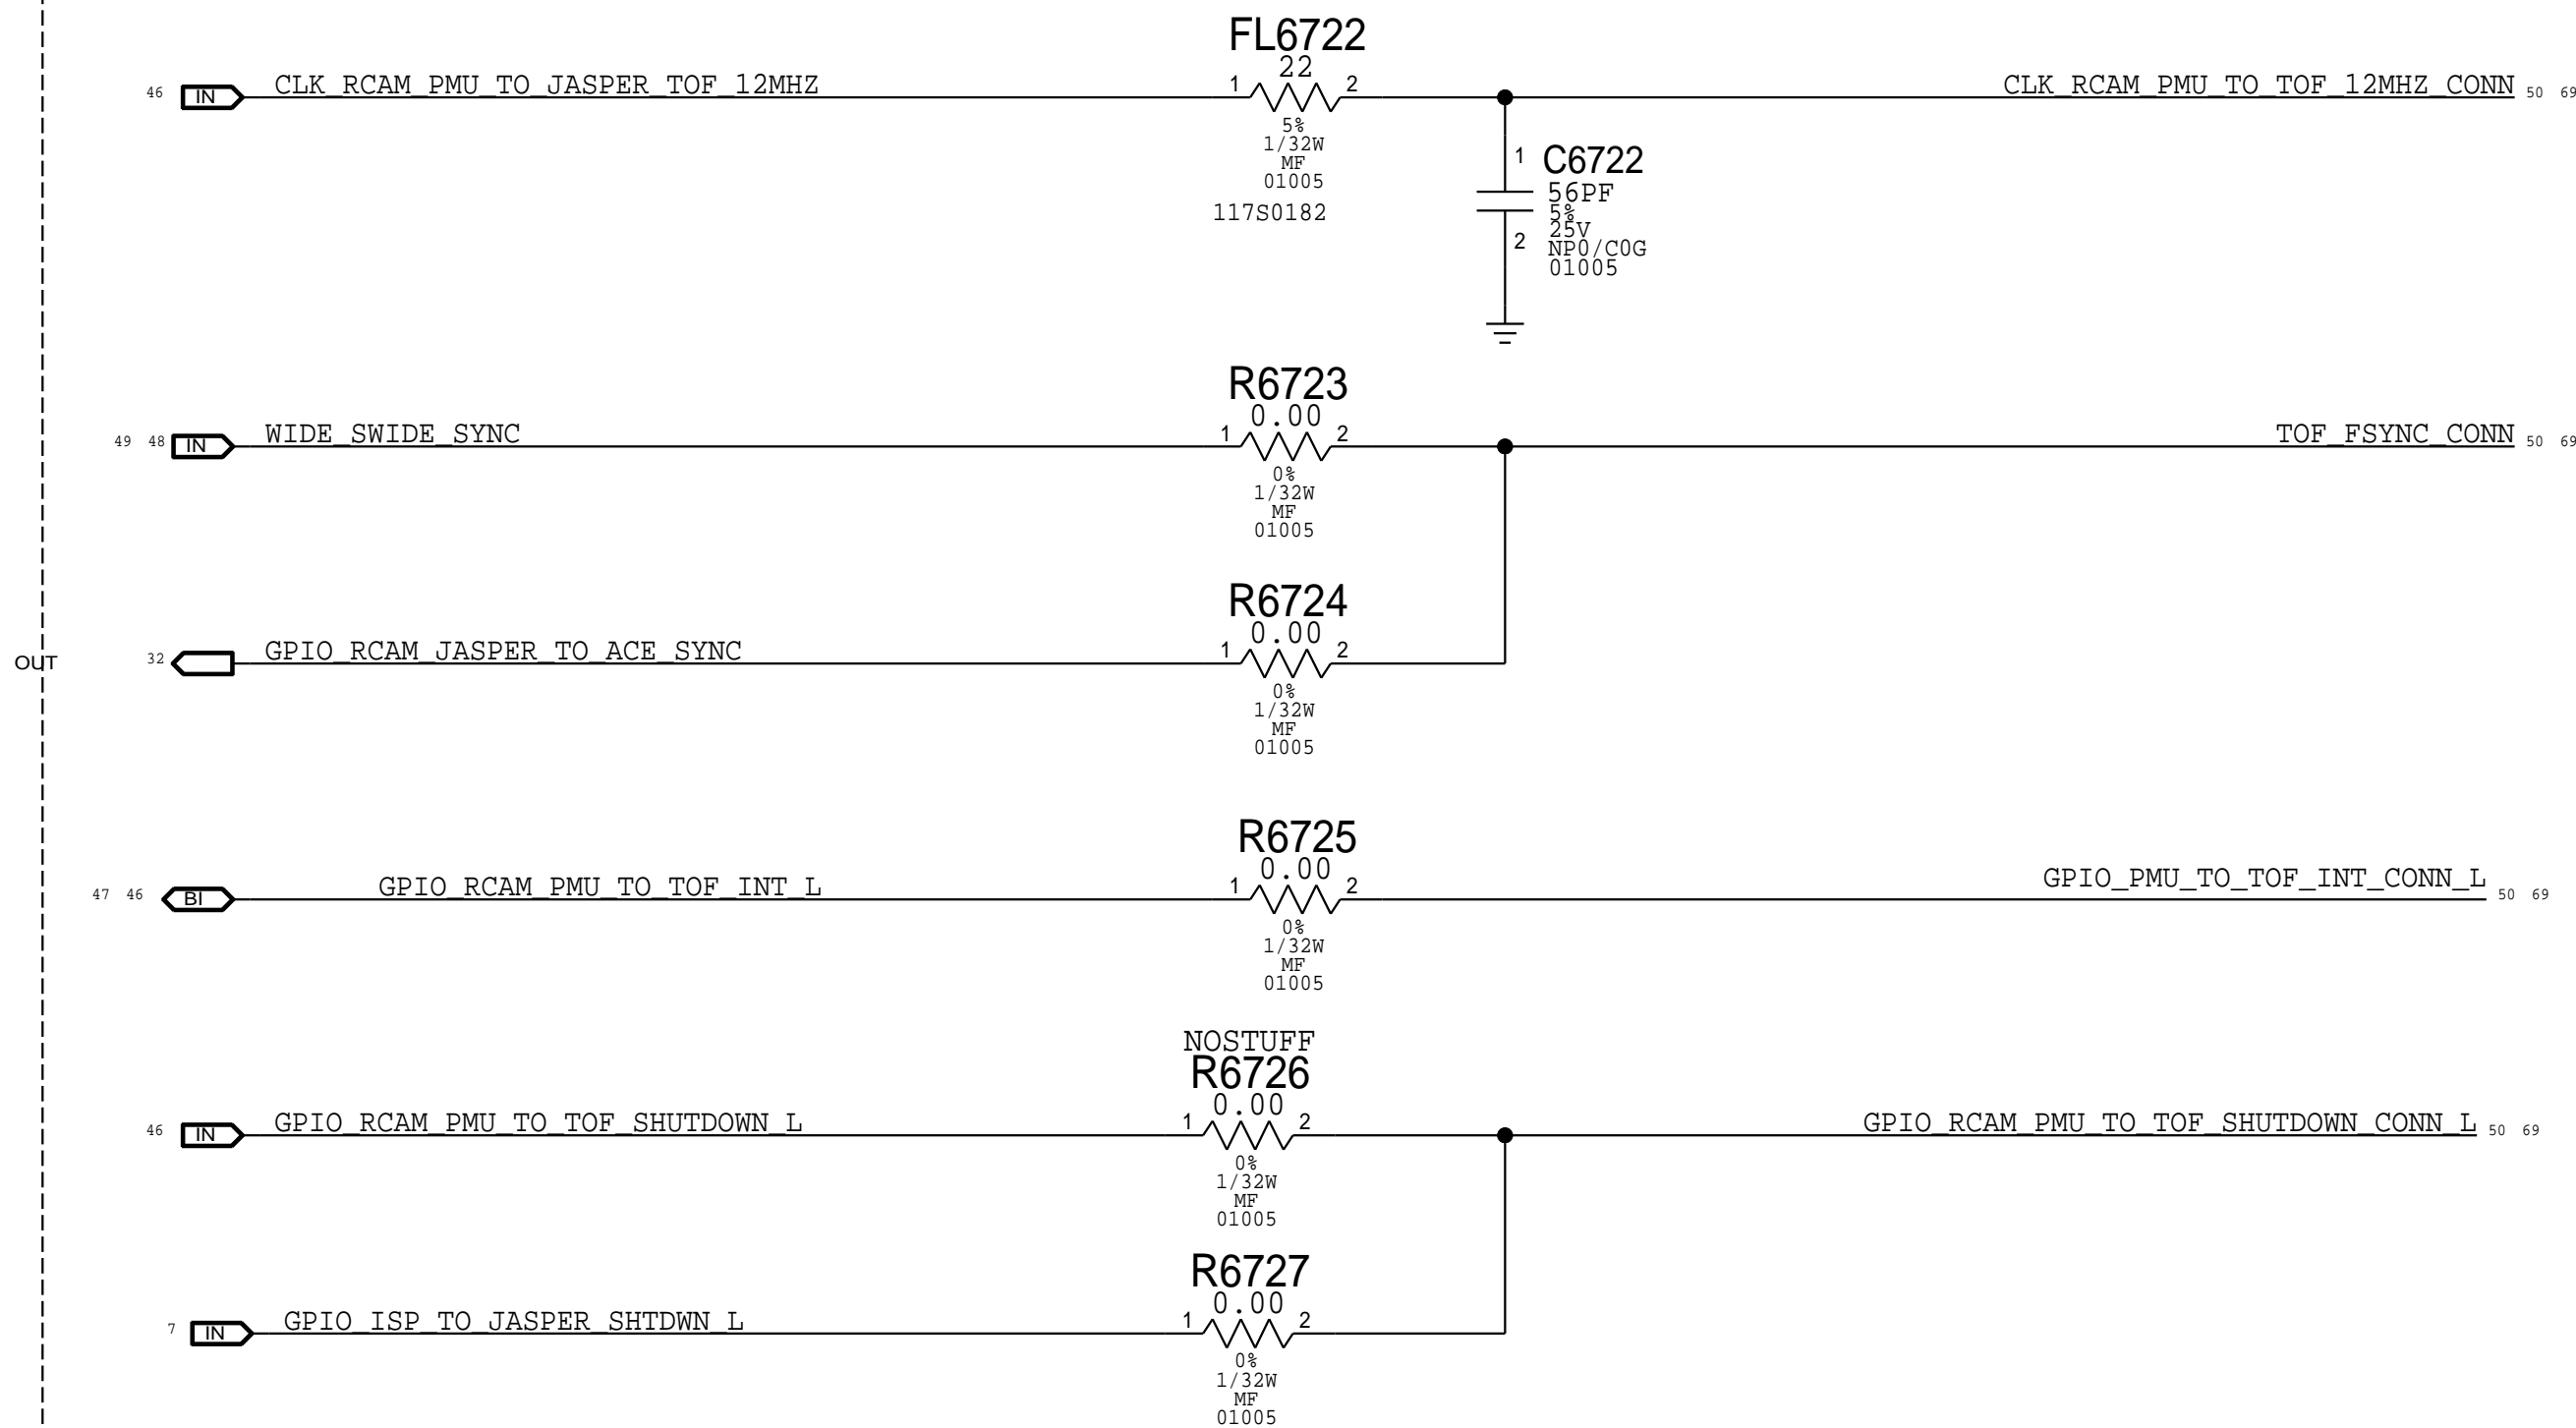 FL6722
22
46 IN CLK_RCAM_PMU_TO_JASPER_TOF_12MHZ 1 2 CLK_RCAM_PMU_TO_TOF_12MHZ_CONN 50 69
5%
1/32W
MF
01005
117S0182
1 C6722
56PF
5%
25V
2 NP0/C0G
01005
R6723
0.00
49 48 IN WIDE_SWIDE_SYNC 1 2 TOF_FSYNC_CONN 50 69
0%
1/32W
MF
01005
R6724
0.00
OUT 32 GPIO_RCAM_JASPER_TO_ACE_SYNC 1 2
0%
1/32W
MF
01005
R6725
0.00
47 46 BI GPIO_RCAM_PMU_TO_TOF_INT_L 1 2 GPIO_PMU_TO_TOF_INT_CONN_L 50 69
0%
1/32W
MF
01005
NOSTUFF
R6726
0.00
46 IN GPIO_RCAM_PMU_TO_TOF_SHUTDOWN_L 1 2 GPIO_RCAM_PMU_TO_TOF_SHUTDOWN_CONN_L 50 69
0%
1/32W
MF
01005
R6727
0.00
7 IN GPIO_ISP_TO_JASPER_SHTDWN_L 1 2
0%
1/32W
MF
01005